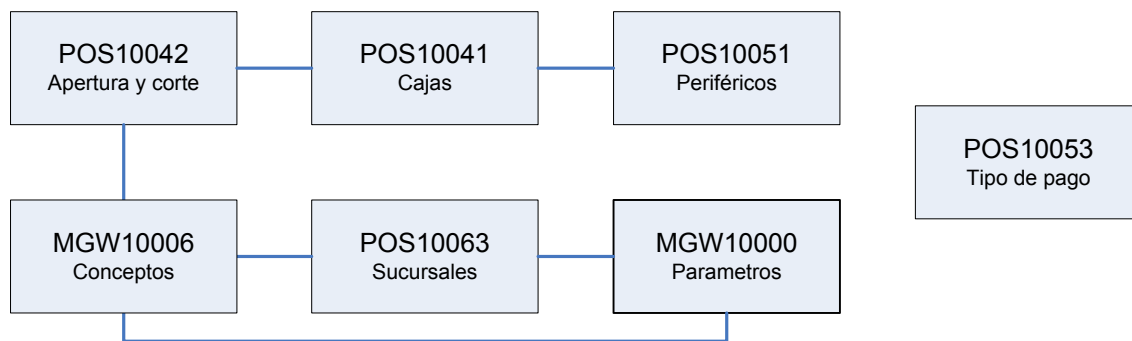 POS10042
Apertura y corte
POS10041
Cajas
POS10051
Periféricos
POS10053
Tipo de pago
MGW10006
Conceptos
POS10063
Sucursales
MGW10000
Parametros